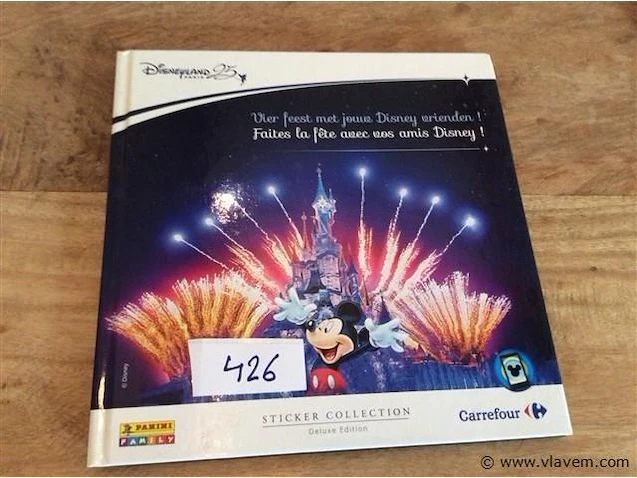 Disneyland 25
PARIS
Vier feest met jouw Disney vrienden !
Faites la fête avec vos amis Disney !
© Disney
426
PANINI
FAMILY
STICKER COLLECTION
Deluxe Edition
Carrefour
© www.vlavem.com